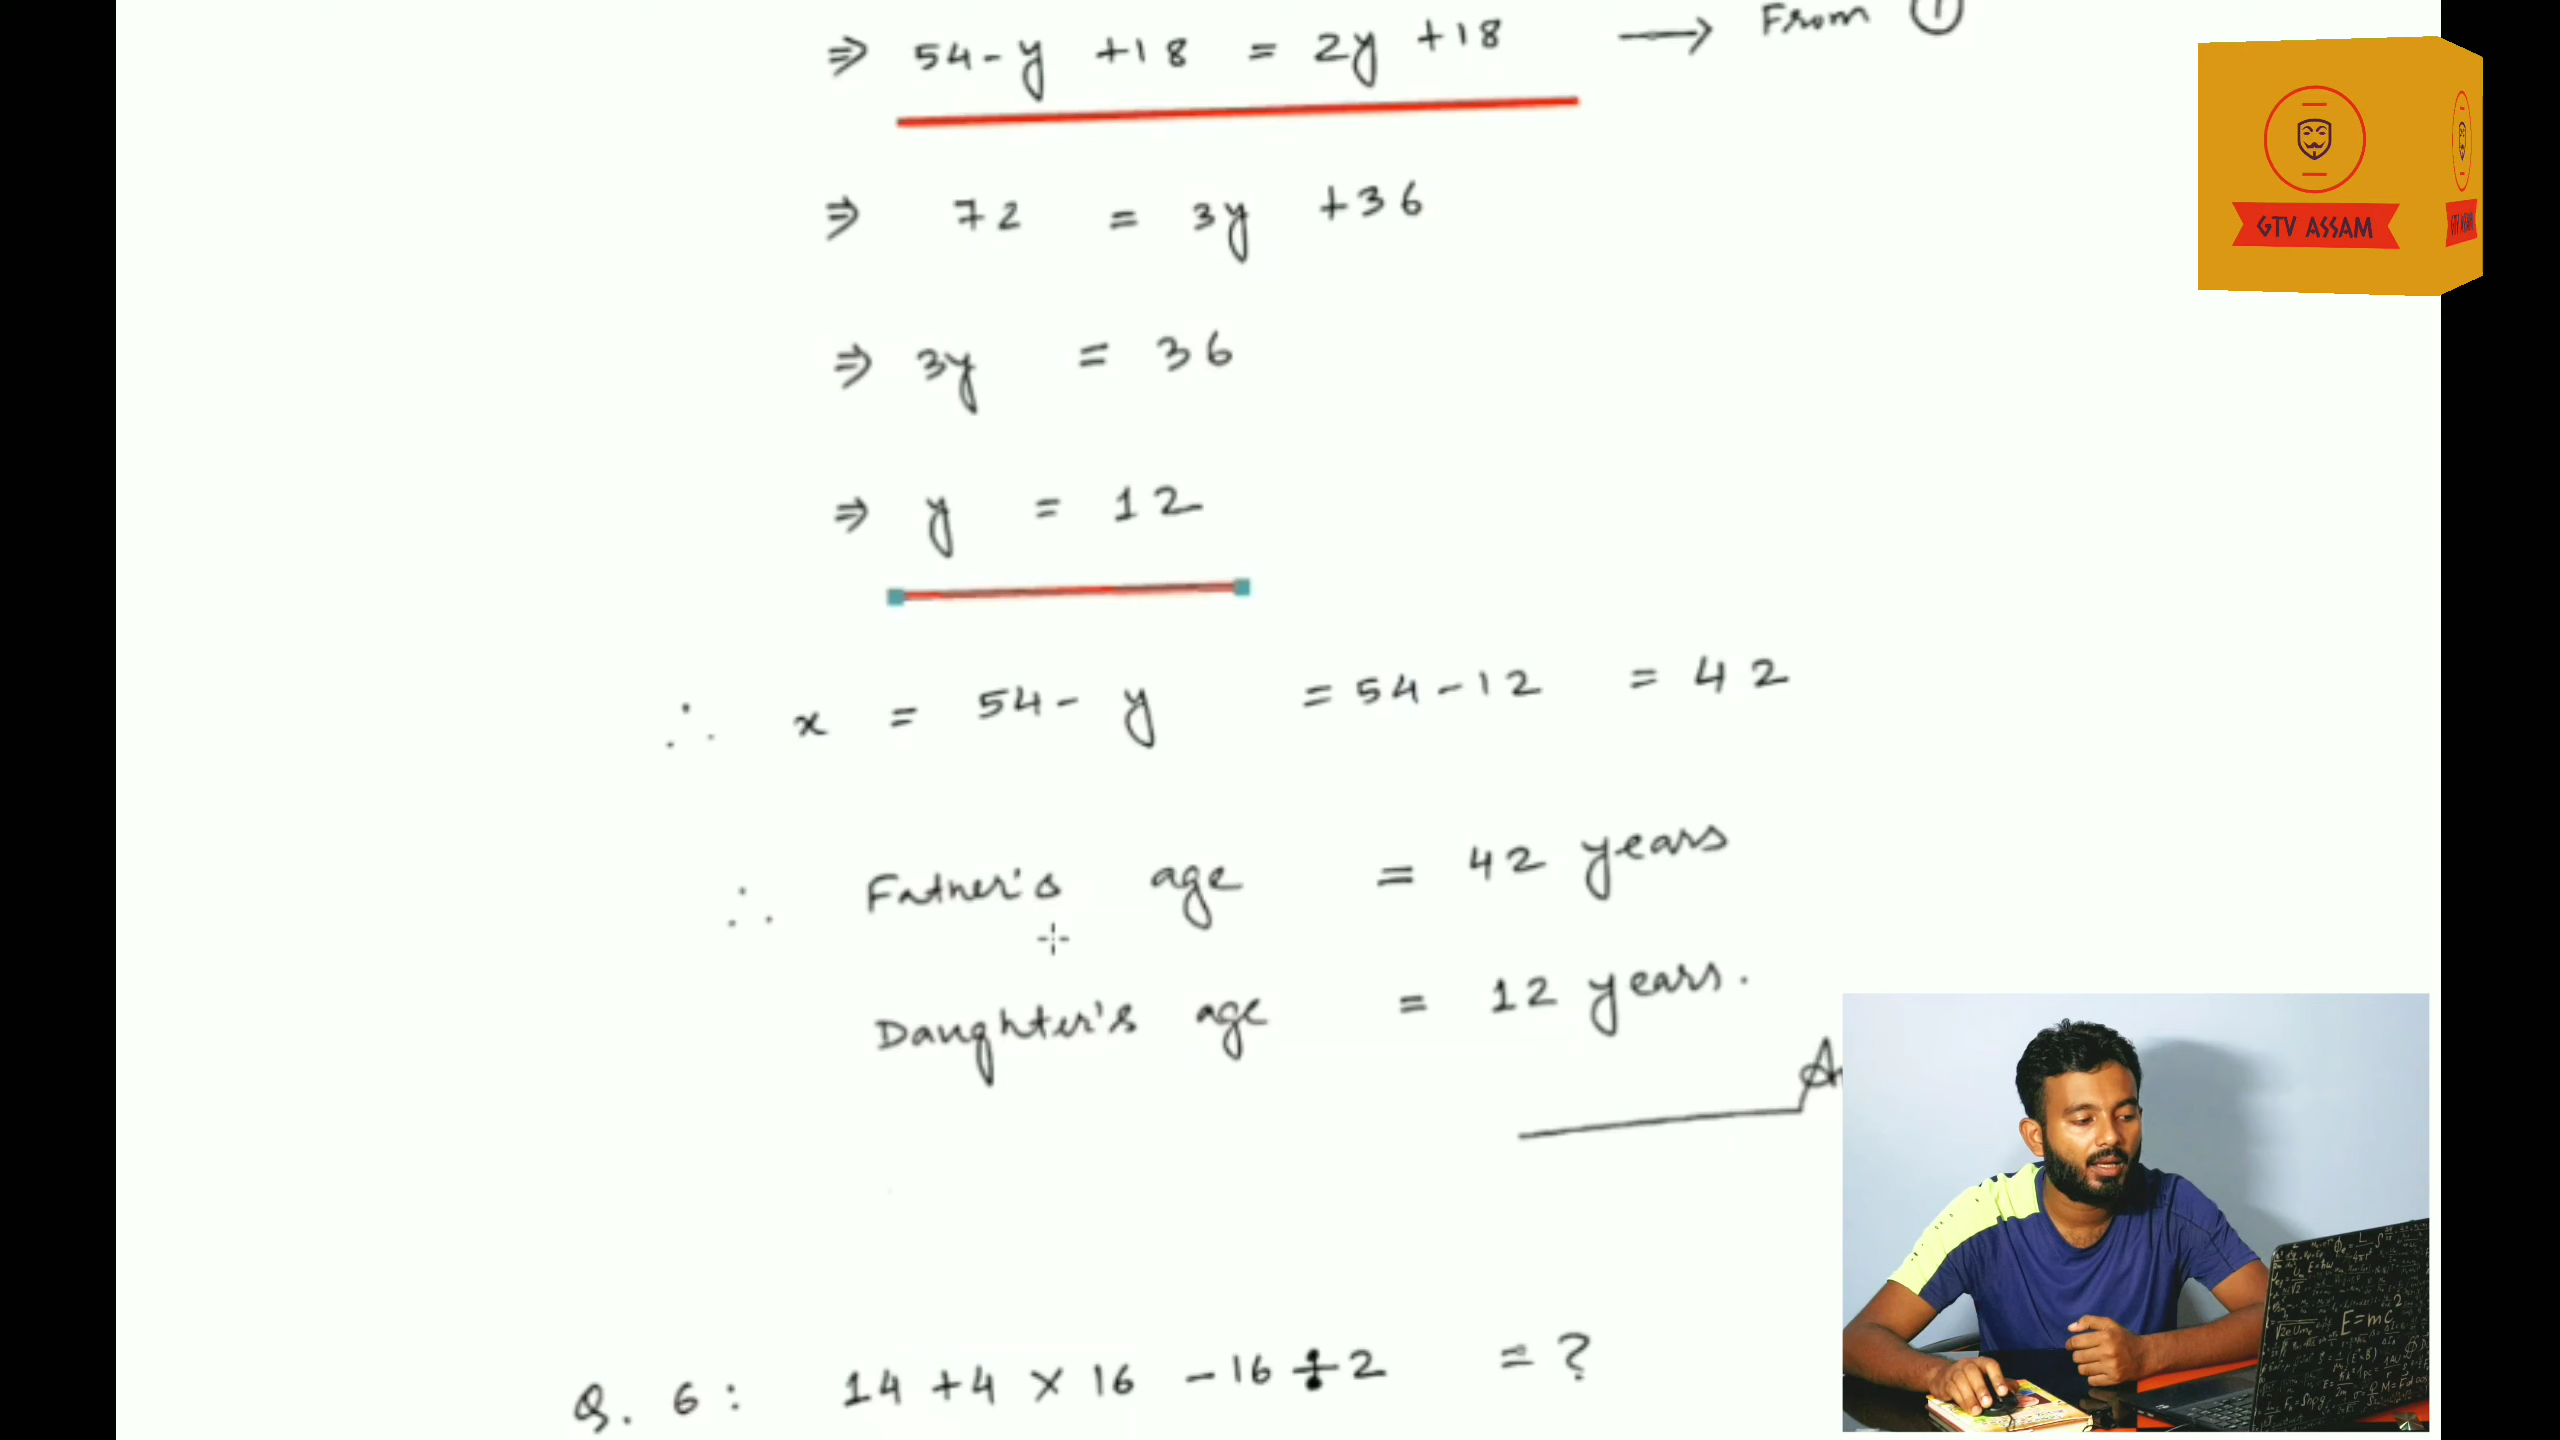 ⇒ 54-y +18 = 2y +18 → From ①
⇒ 72 = 3y +36
⇒ 3y = 36
⇒ y = 12
∴ x = 54- y = 54-12 = 42
∴ Father's age = 42 years
Daughter's age = 12 years.
GTV ASSAM
E=mc²
Q. 6: 14 +4 × 16 -16 ÷ 2 = ?